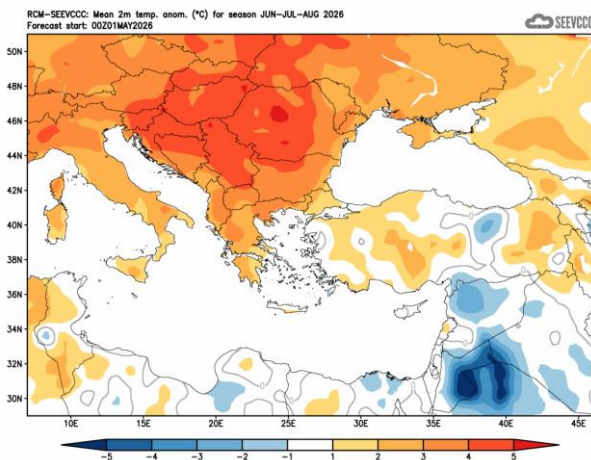 RCM-SEEVCCC: Mean 2m temp. anom. (°C) for season JUN-JUL-AUG 2026
Forecast start: 00Z01MAY2026
SEEVCCC
50N
48N
46N
44N
42N
40N
38N
36N
34N
32N
30N
10E 15E 20E 25E 30E 35E 40E 45E
-5 -4 -3 -2 -1 1 2 3 4 5